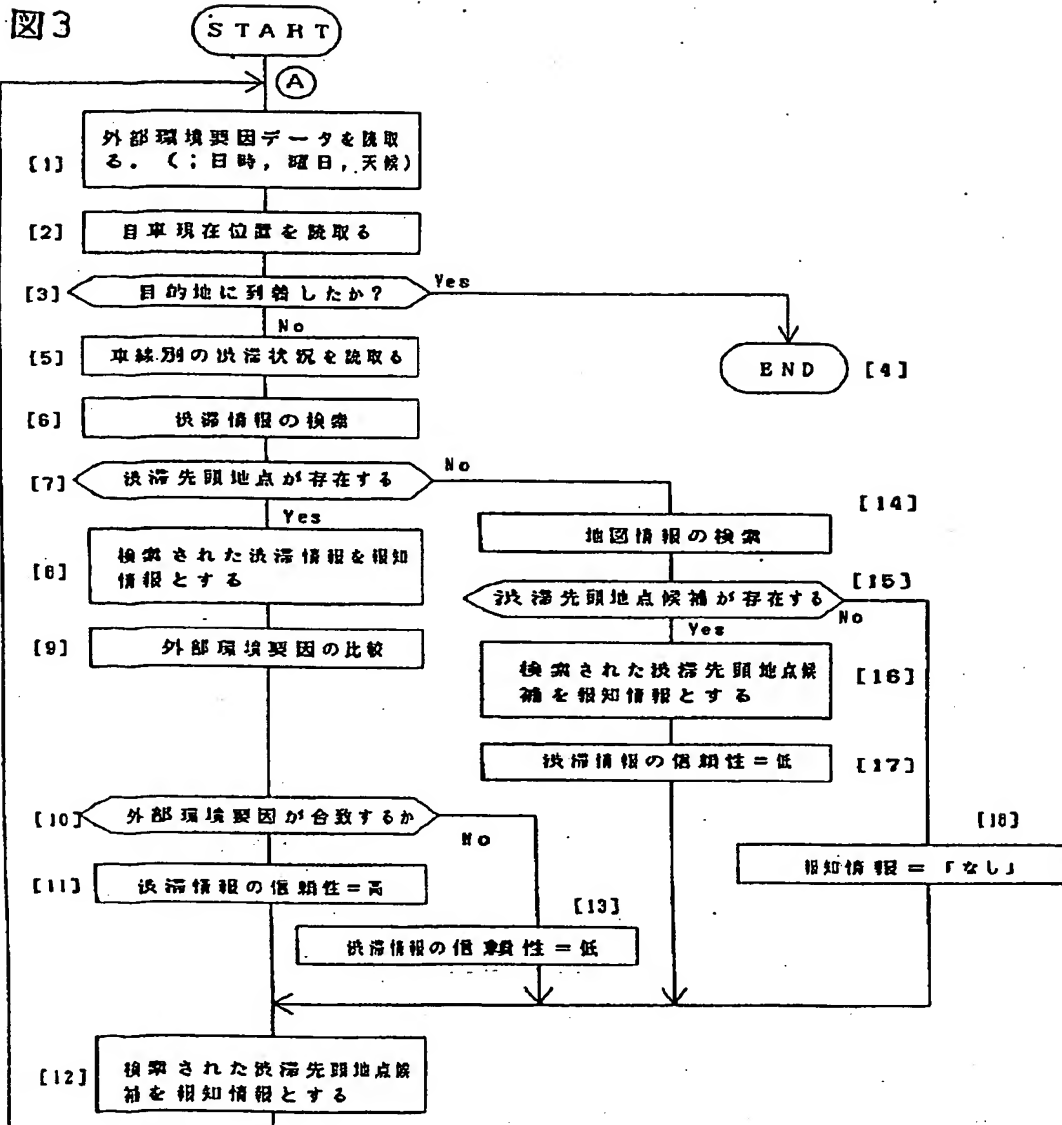 図3
START
A
外部環境要因データを読取
る.(;日時,曜日,天候)
[1]
[2]
自車現在位置を読取る
[3]
目的地に到着したか?
Yes
No
[5]
車線別の渋滞状況を読取る
END
[4]
[6]
渋滞情報の検索
[7]
渋滞先頭地点が存在する
No
Yes
[14]
地図情報の検索
[8]
検索された渋滞情報を報知
情報とする
[15]
渋滞先頭地点候補が存在する
No
Yes
[9]
外部環境要因の比較
検索された渋滞先頭地点候
補を報知情報とする
[16]
渋滞情報の信頼性=低
[17]
[10]
外部環境要因が合致するか
No
[18]
報知情報=「なし」
[11]
渋滞情報の信頼性=高
[13]
渋滞情報の信頼性=低
[12]
検索された渋滞先頭地点候
補を報知情報とする